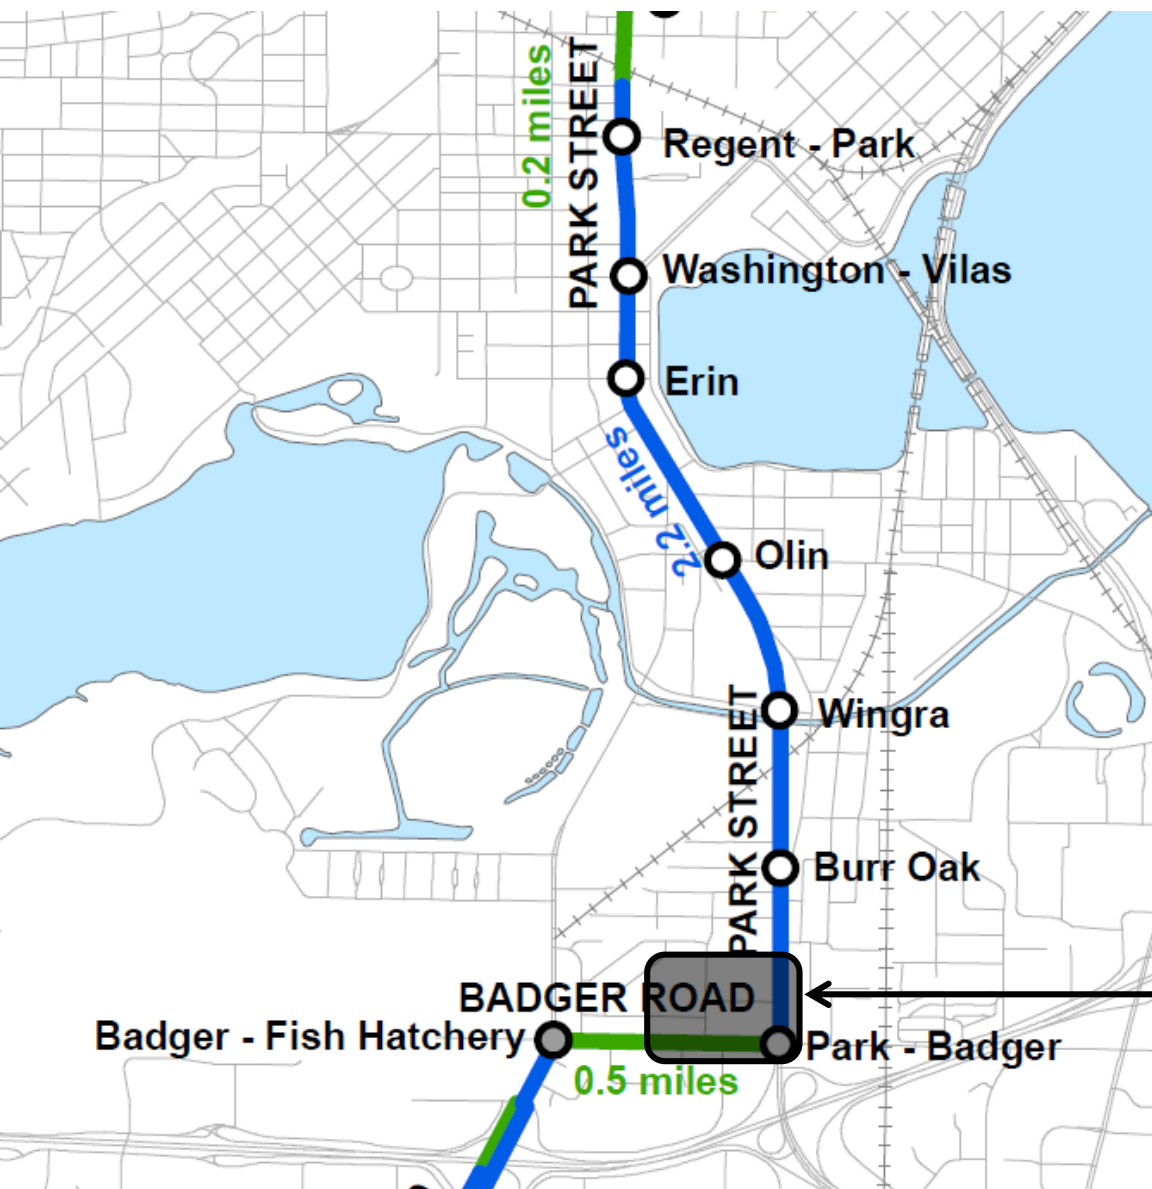 0.2 miles
PARK STREET
Regent - Park
Washington - Vilas
Erin
2.2 miles
Olin
PARK STREET
Wingra
Burr Oak
BADGER ROAD
Badger - Fish Hatchery
Park - Badger
0.5 miles